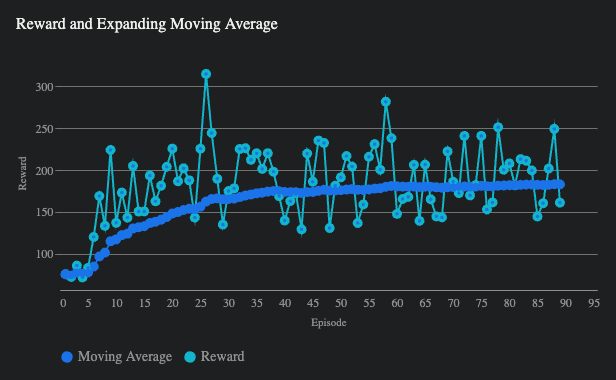 Reward and Expanding Moving Average
300
250
200
150
100
Reward
0 5 10 15 20 25 30 35 40 45 50 55 60 65 70 75 80 85 90 95
Episode
Moving Average Reward